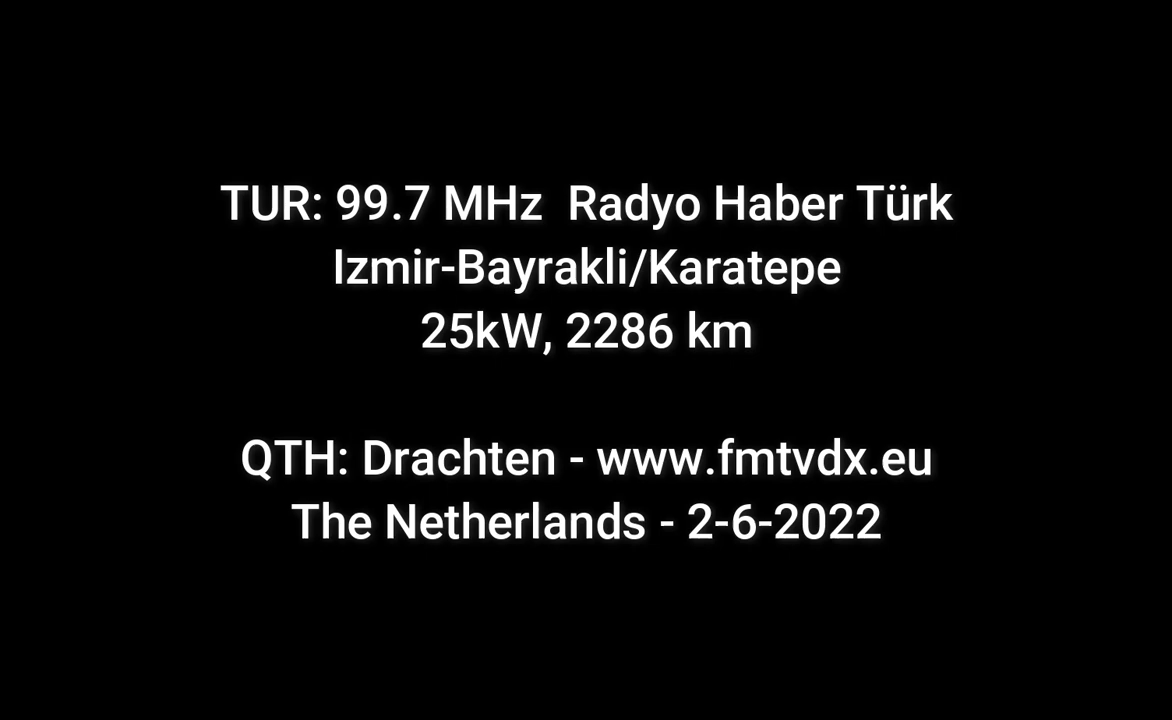 TUR: 99.7 MHz  Radyo Haber Türk
Izmir-Bayrakli/Karatepe
25kW, 2286 km
QTH: Drachten - www.fmtvdx.eu
The Netherlands - 2-6-2022